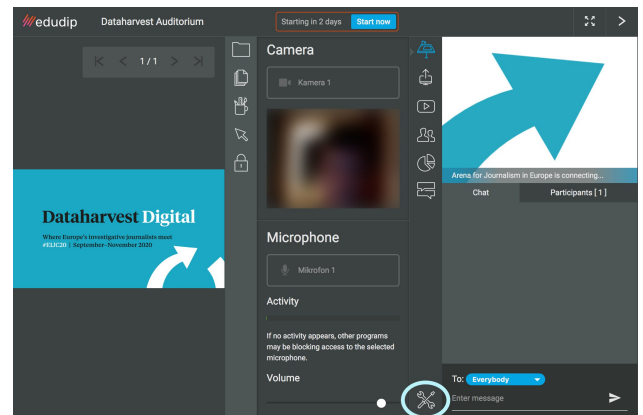 edudip
Dataharvest Auditorium
Starting in 2 days
Start now
1/1
Camera
Kamera 1
Arena for Journalism in Europe is connecting...
Chat
Participants [ 1 ]
Dataharvest Digital
Where Europe's investigative journalists meet
#EIJC20 | September-November 2020
Microphone
Mikrofon 1
Activity
If no activity appears, other programs
may be blocking access to the selected
microphone.
Volume
To:
Everybody
Enter message